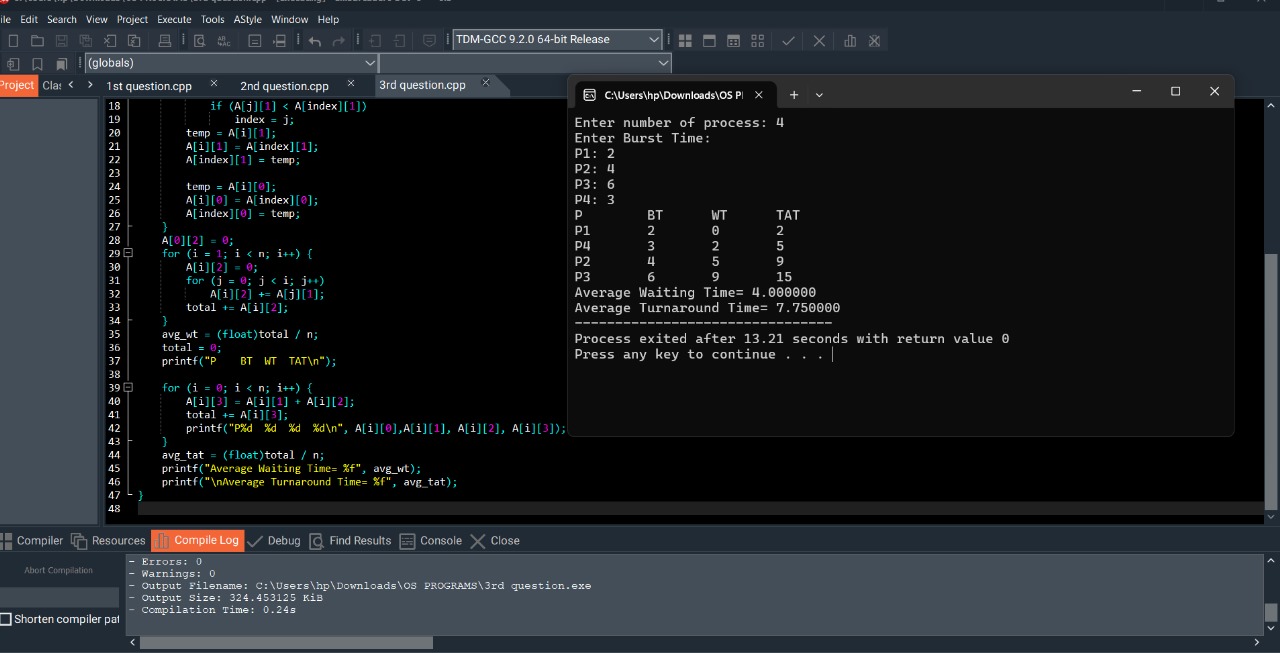 ile Edit Search View Project Execute Tools AStyle Window Help
TDM-GCC 9.2.0 64-bit Release
(globals)
Project Clas
1st question.cpp 2nd question.cpp 3rd question.cpp
18 if (A[j][1] < A[index][1])
19 index = j;
20 temp = A[i][1];
21 A[i][1] = A[index][1];
22 A[index][1] = temp;
23
24 temp = A[i][0];
25 A[i][0] = A[index][0];
26 A[index][0] = temp;
27 }
28 A[0][2] = 0;
29 for (i = 1; i < n; i++) {
30 A[i][2] = 0;
31 for (j = 0; j < i; j++)
32 A[i][2] += A[j][1];
33 total += A[i][2];
34 }
35 avg_wt = (float)total / n;
36 total = 0;
37 printf("P    BT  WT  TAT\n");
38
39 for (i = 0; i < n; i++) {
40 A[i][3] = A[i][1] + A[i][2];
41 total += A[i][3];
42 printf("P%d  %d  %d  %d\n", A[i][0],A[i][1], A[i][2], A[i][3]);
43 }
44 avg_tat = (float)total / n;
45 printf("Average Waiting Time= %f", avg_wt);
46 printf("\nAverage Turnaround Time= %f", avg_tat);
47 }
48
C:\Users\hp\Downloads\OS P
Enter number of process: 4
Enter Burst Time:
P1: 2
P2: 4
P3: 6
P4: 3
P BT WT TAT
P1 2 0 2
P4 3 2 5
P2 4 5 9
P3 6 9 15
Average Waiting Time= 4.000000
Average Turnaround Time= 7.750000
--------------------------------
Process exited after 13.21 seconds with return value 0
Press any key to continue . . .
Compiler Resources Compile Log Debug Find Results Console Close
Abort Compilation
Shorten compiler pat
- Errors: 0
- Warnings: 0
- Output Filename: C:\Users\hp\Downloads\OS PROGRAMS\3rd question.exe
- Output Size: 324.453125 KiB
- Compilation Time: 0.24s